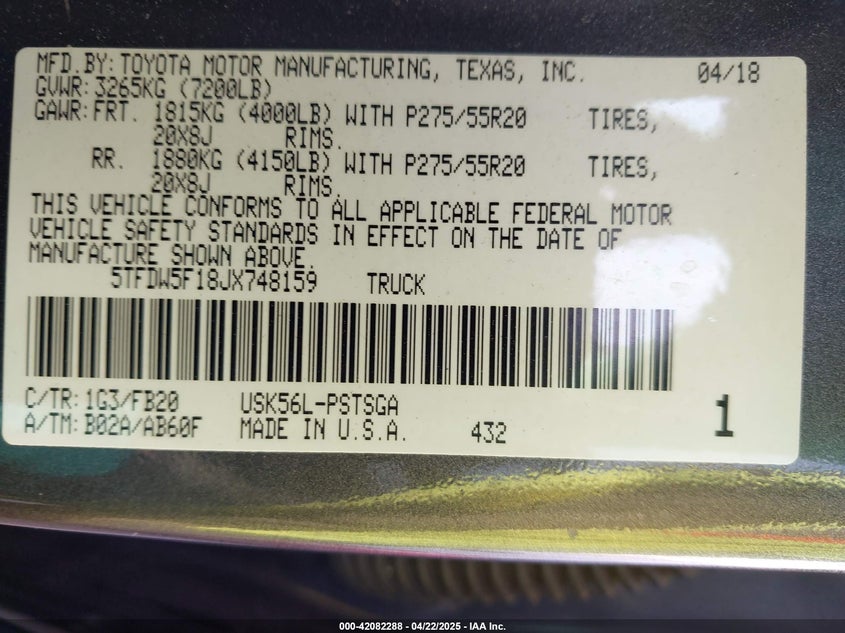 MFD.BY: TOYOTA MOTOR MANUFACTURING, TEXAS, INC. 04/18
GVWR: 3265KG (7200LB)
GAWR: FRT. 1815KG (4000LB) WITH P275/55R20 TIRES,
20X8J RIMS.
RR. 1880KG (4150LB) WITH P275/55R20 TIRES,
20X8J RIMS.
THIS VEHICLE CONFORMS TO ALL APPLICABLE FEDERAL MOTOR
VEHICLE SAFETY STANDARDS IN EFFECT ON THE DATE OF
MANUFACTURE SHOWN ABOVE.
5TFDW5F18JX748159 TRUCK
C/TR: 1G3/FB20 USK56L-PSTSGA
A/TM: B02A/AB60F MADE IN U.S.A. 432 1
000-42082288 - 04/22/2025 - IAA Inc.